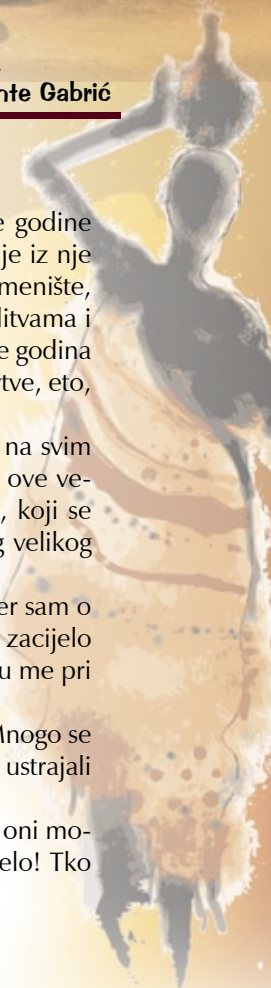 nte Gabrić
e godine
je iz nje
menište,
litvama i
e godina
rtve, eto,
na svim
ove ve-
, koji se
g velikog
er sam o
zacijelo
u me pri
Mnogo se
ustrajali
oni mo-
elo! Tko